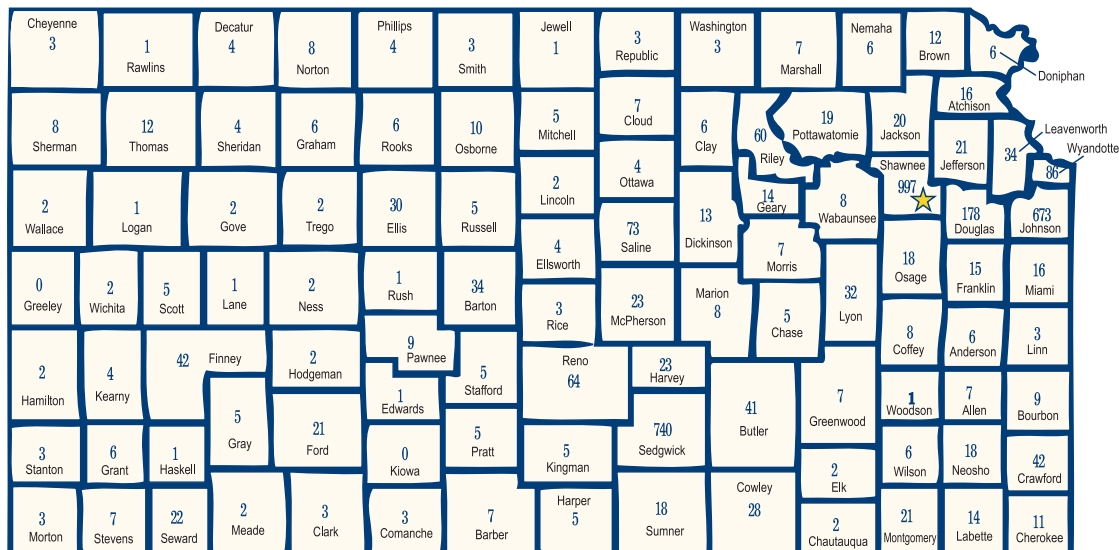 Cheyenne
3
1
Rawlins
Decatur
4
8
Norton
Phillips
4
3
Smith
Jewell
1
3
Republic
Washington
3
7
Marshall
Nemaha
6
12
Brown
6
Doniphan
8
Sherman
12
Thomas
4
Sheridan
6
Graham
6
Rooks
10
Osborne
5
Mitchell
7
Cloud
6
Clay
60
Riley
19
Pottawatomie
20
Jackson
16
Atchison
21
Jefferson
34
Leavenworth
86
Wyandotte
2
Wallace
1
Logan
2
Gove
2
Trego
30
Ellis
5
Russell
2
Lincoln
4
Ottawa
73
Saline
13
Dickinson
14
Geary
8
Wabaunsee
Shawnee
997
178
Douglas
673
Johnson
0
Greeley
2
Wichita
5
Scott
1
Lane
2
Ness
1
Rush
34
Barton
4
Ellsworth
3
Rice
23
McPherson
Marion
8
7
Morris
5
Chase
32
Lyon
18
Osage
15
Franklin
16
Miami
2
Hamilton
4
Kearny
42
Finney
2
Hodgeman
9
Pawnee
5
Stafford
Reno
64
23
Harvey
41
Butler
7
Greenwood
8
Coffey
6
Anderson
3
Linn
5
Gray
21
Ford
1
Edwards
5
Pratt
740
Sedgwick
1
Woodson
7
Allen
9
Bourbon
3
Stanton
6
Grant
1
Haskell
0
Kiowa
5
Kingman
2
Elk
6
Wilson
18
Neosho
42
Crawford
3
Morton
7
Stevens
22
Seward
2
Meade
3
Clark
3
Comanche
7
Barber
Harper
5
18
Sumner
Cowley
28
2
Chautauqua
21
Montgomery
14
Labette
11
Cherokee